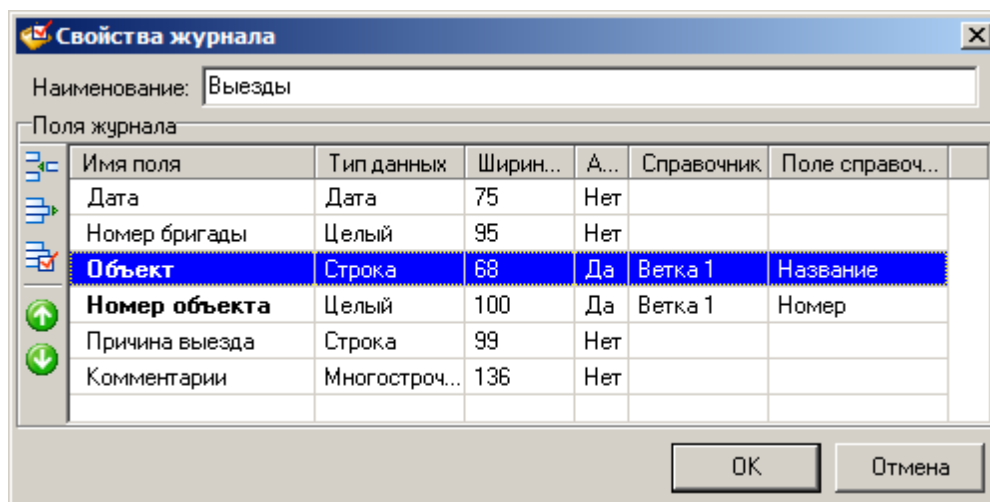 Свойства журнала
Наименование: Выезды
Поля журнала
Имя поля Тип данных Ширин... А... Справочник Поле справоч...
Дата Дата 75 Нет
Номер бригады Целый 95 Нет
Объект Строка 68 Да Ветка 1 Название
Номер объекта Целый 100 Да Ветка 1 Номер
Причина выезда Строка 99 Нет
Комментарии Многостроч... 136 Нет
OK Отмена